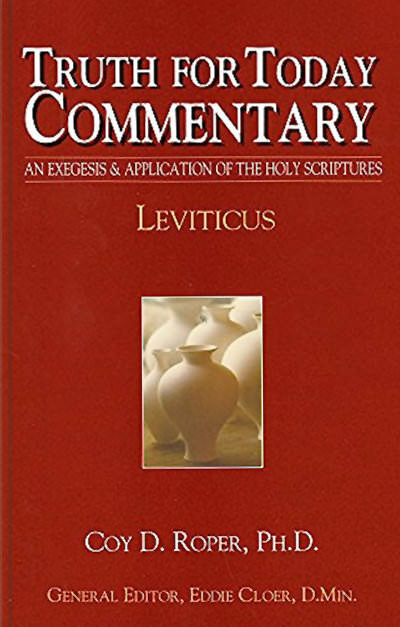 TRUTH FOR TODAY
COMMENTARY
AN EXEGESIS & APPLICATION OF THE HOLY SCRIPTURES
LEVITICUS
COY D. ROPER, PH.D.
GENERAL EDITOR, EDDIE CLOER, D.MIN.